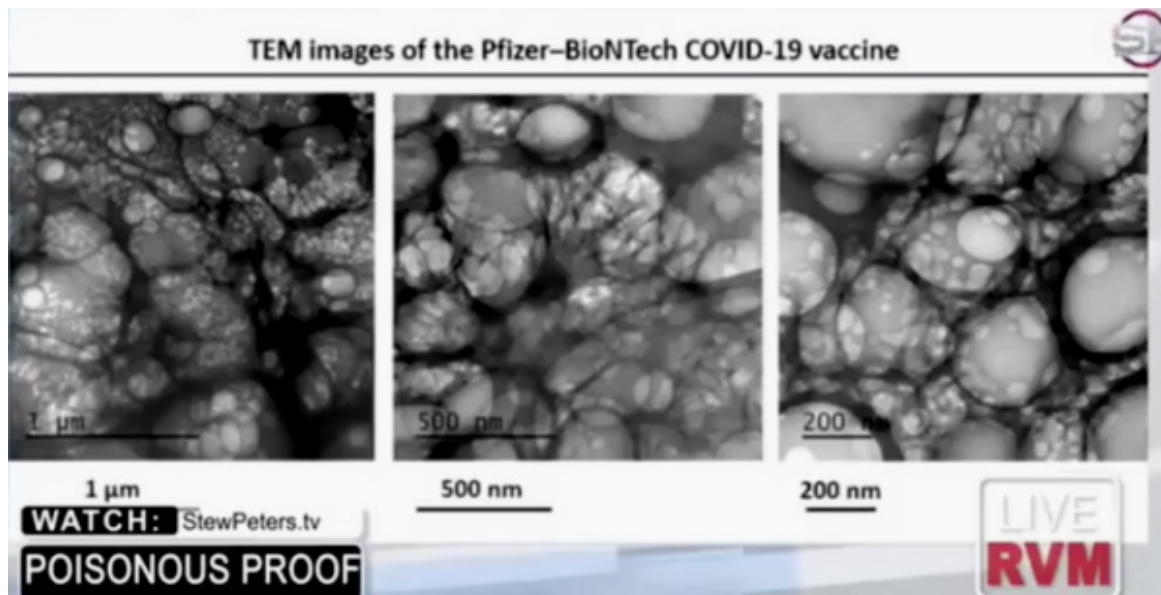 TEM images of the Pfizer–BioNTech COVID-19 vaccine
1 µm
500 nm
200 nm
1 µm
500 nm
200 nm
WATCH: StewPeters.tv
POISONOUS PROOF
LIVE
RVM